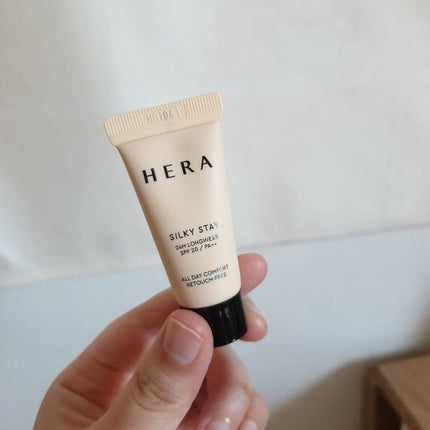 HERA
SILKY STAY
24H LONGWEAR
SPF 20 / PA++
ALL DAY COMFORT
RETOUCH-FREE